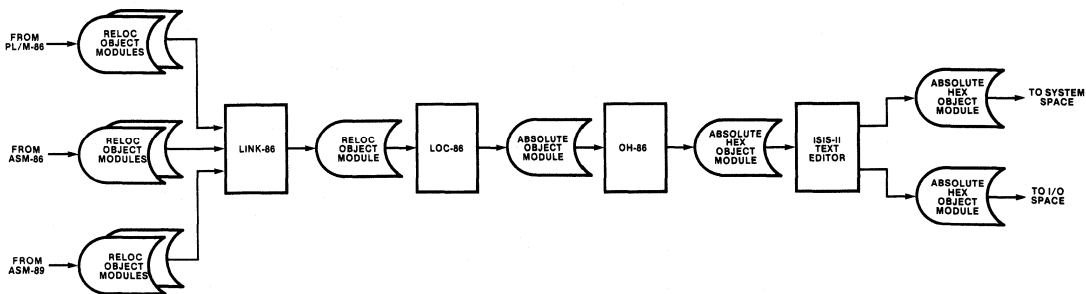 FROM
PL/M-86
RELOC
OBJECT
MODULES
FROM
ASM-86
RELOC
OBJECT
MODULES
FROM
ASM-89
RELOC
OBJECT
MODULES
LINK-86
RELOC
OBJECT
MODULE
LOC-86
ABSOLUTE
OBJECT
MODULE
OH-86
ABSOLUTE
HEX
OBJECT
MODULE
ISIS-II
TEXT
EDITOR
ABSOLUTE
HEX
OBJECT
MODULE
TO SYSTEM
SPACE
ABSOLUTE
HEX
OBJECT
MODULE
TO I/O
SPACE